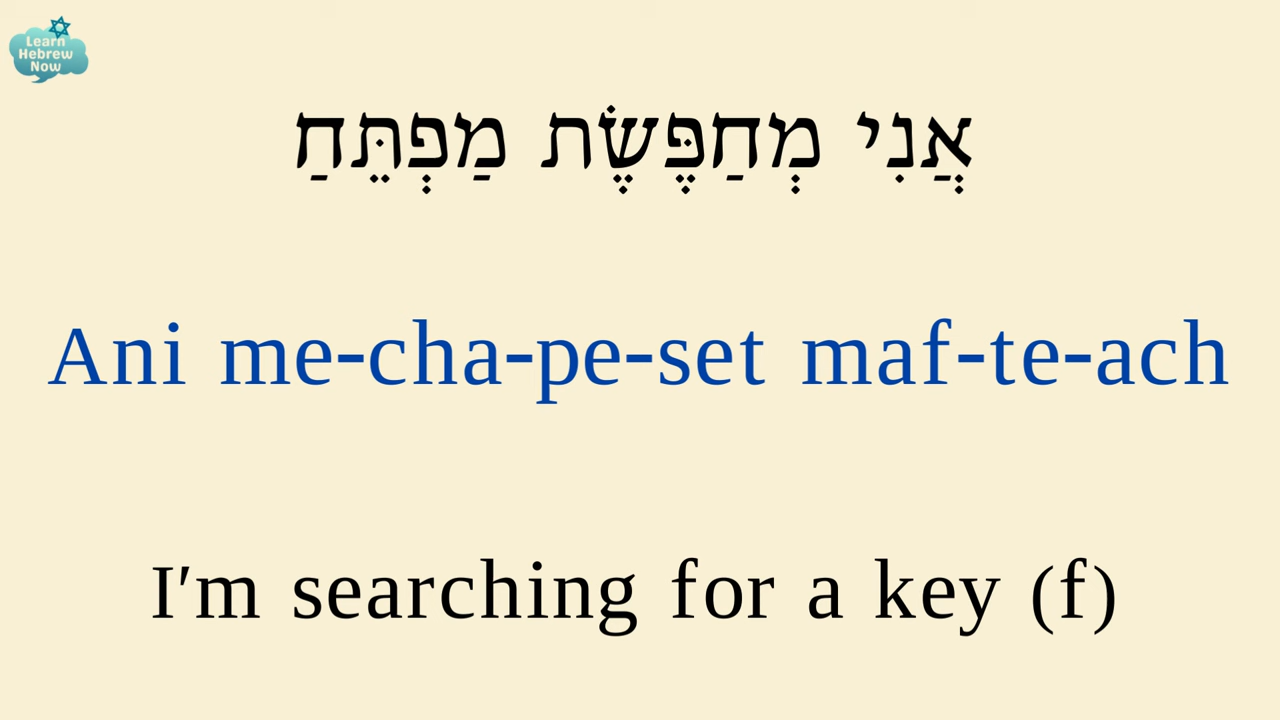 Learn
Hebrew
Now
אֲנִי מְחַפֶּשֶׂת מַפְתֵּחַ
Ani me-cha-pe-set maf-te-ach
I'm searching for a key (f)